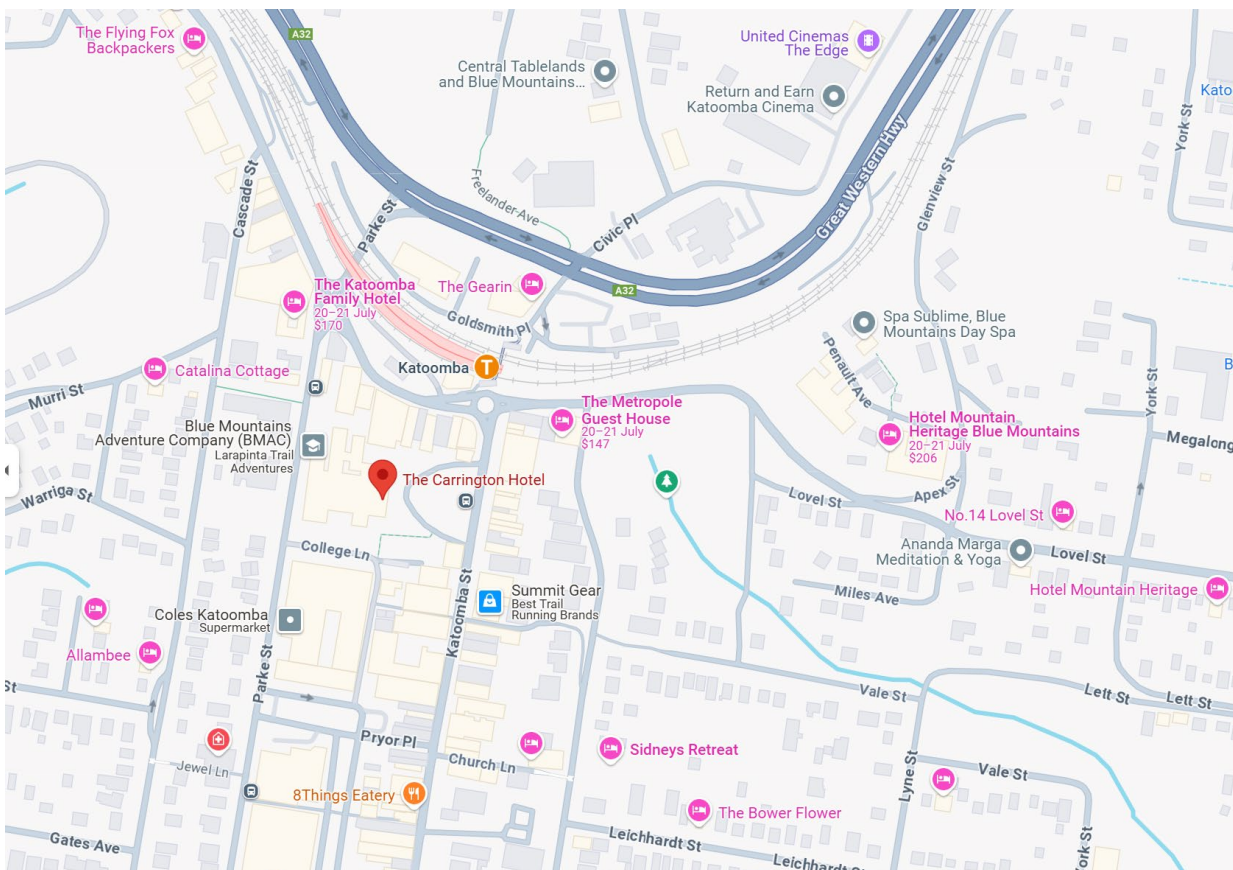 The Flying Fox
Backpackers
A32
Central Tablelands
and Blue Mountains...
United Cinemas
The Edge
Return and Earn
Katoomba Cinema
Kato
York St
Cascade St
Freelander Ave
Parke St
Civic Pl
Great Western Hwy
Glenview St
The Katoomba
Family Hotel
20–21 July
$170
The Gearin
A32
Goldsmith Pl
Spa Sublime, Blue
Mountains Day Spa
Penault Ave
Catalina Cottage
Katoomba
T
B
Murri St
The Metropole
Guest House
20–21 July
$147
York St
Hotel Mountain
Heritage Blue Mountains
20–21 July
$206
Blue Mountains
Adventure Company (BMAC)
Larapinta Trail
Adventures
Megalong
The Carrington Hotel
Warriga St
Lovel St
Apex St
No.14 Lovel St
College Ln
Ananda Marga
Meditation & Yoga
Lovel St
Summit Gear
Best Trail
Running Brands
Miles Ave
Hotel Mountain Heritage
Coles Katoomba
Supermarket
Katoomba St
Allambee
Parke St
St
Vale St
Lett St
Lett St
Pryor Pl
Sidneys Retreat
Church Ln
Jewel Ln
Lyne St
Vale St
8Things Eatery
The Bower Flower
Gates Ave
Leichhardt St
Leichhardt St
York St